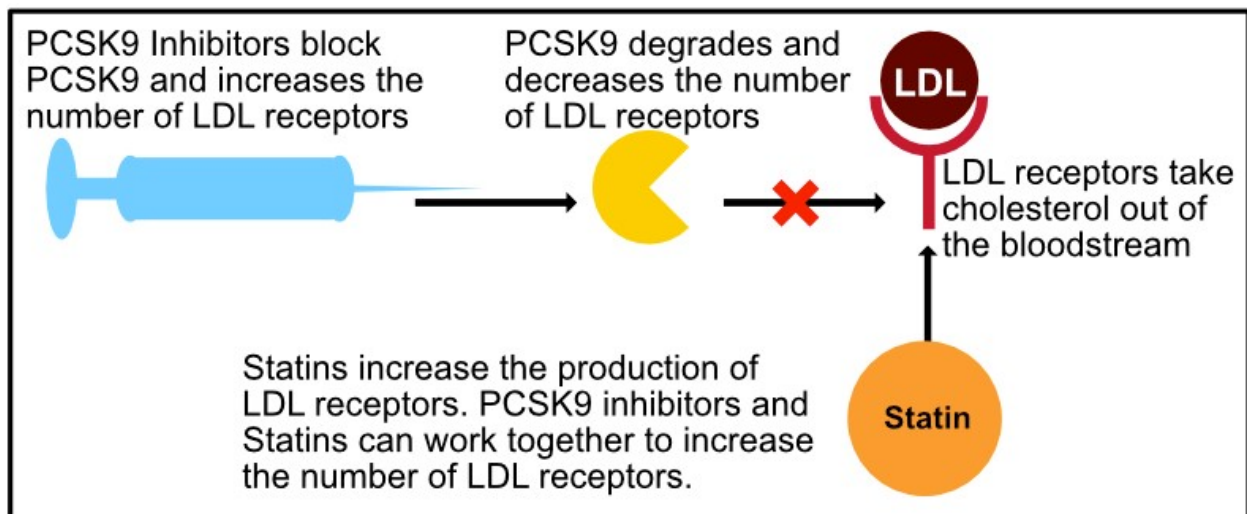 PCSK9 Inhibitors block
PCSK9 and increases the
number of LDL receptors
PCSK9 degrades and
decreases the number
of LDL receptors
LDL
LDL receptors take
cholesterol out of
the bloodstream
Statins increase the production of
LDL receptors. PCSK9 inhibitors and
Statins can work together to increase
the number of LDL receptors.
Statin